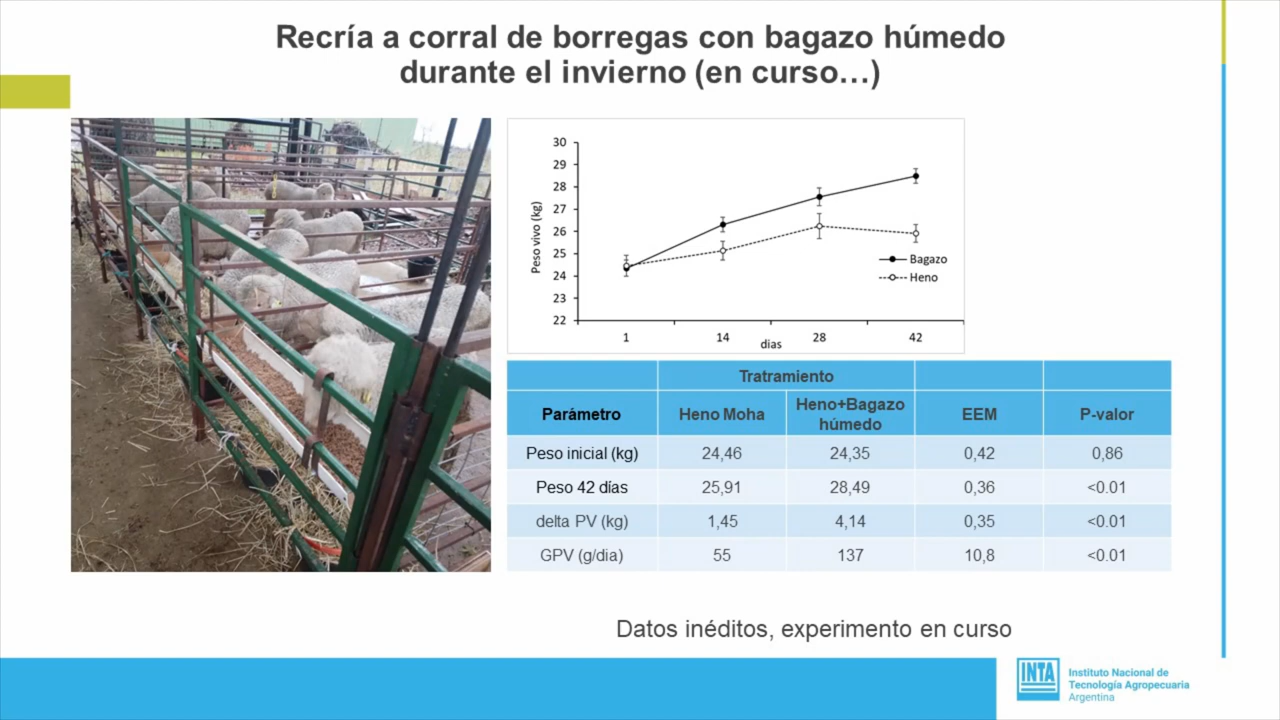 Recría a corral de borregas con bagazo húmedo
durante el invierno (en curso…)
30
29
28
27
26
25
24
23
22
Peso vivo (kg)
1 14 28 42
dias
Bagazo
Heno
Tratramiento
Parámetro Heno Moha Heno+Bagazo húmedo EEM P-valor
Peso inicial (kg) 24,46 24,35 0,42 0,86
Peso 42 días 25,91 28,49 0,36 <0.01
delta PV (kg) 1,45 4,14 0,35 <0.01
GPV (g/dia) 55 137 10,8 <0.01
Datos inéditos, experimento en curso
INTA
Instituto Nacional de
Tecnología Agropecuaria
Argentina